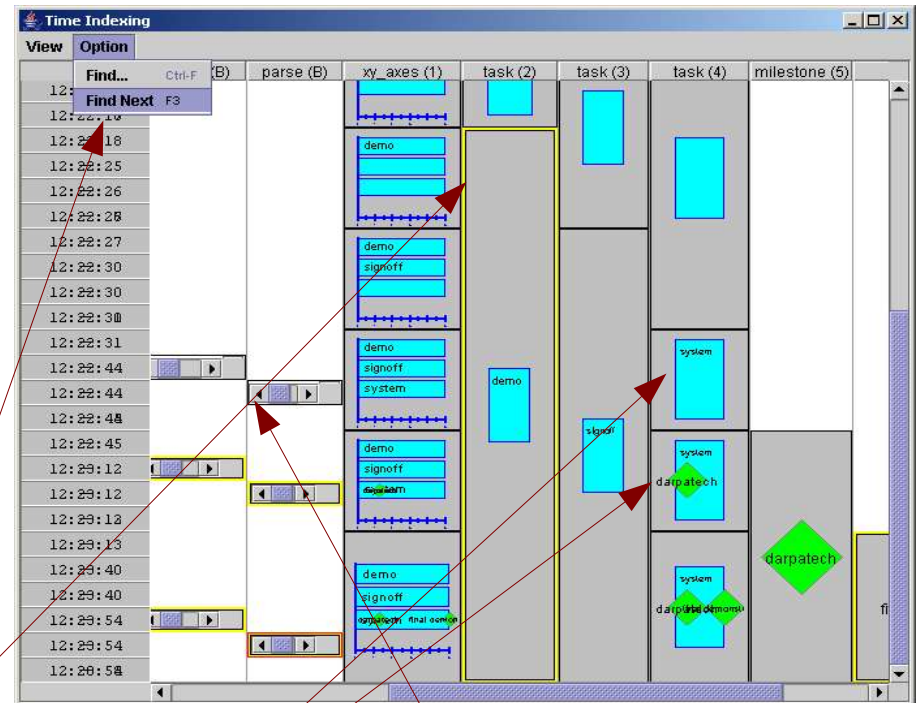 Time Indexing
View Option
Find... Ctrl-F
Find Next F3
(B) parse (B) xy_axes (1) task (2) task (3) task (4) milestone (5)
12:
12:22:18
demo
12:22:25
12:22:26
12:22:27
demo
12:22:30
signoff
12:22:30
12:22:31
demo
system
12:22:44
signoff
demo
12:22:44
system
signoff
12:22:45
demo
system
12:23:12
signoff
12:23:12
darpatech
12:23:13
darpatech
12:23:40
demo
system
12:23:40
signoff
12:23:54
darpatech final
fi
12:23:54